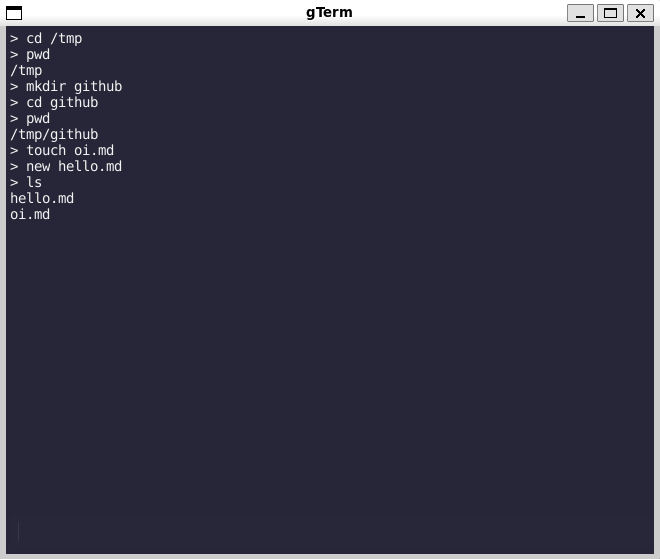 gTerm
> cd /tmp
> pwd
/tmp
> mkdir github
> cd github
> pwd
/tmp/github
> touch oi.md
> new hello.md
> ls
hello.md
oi.md